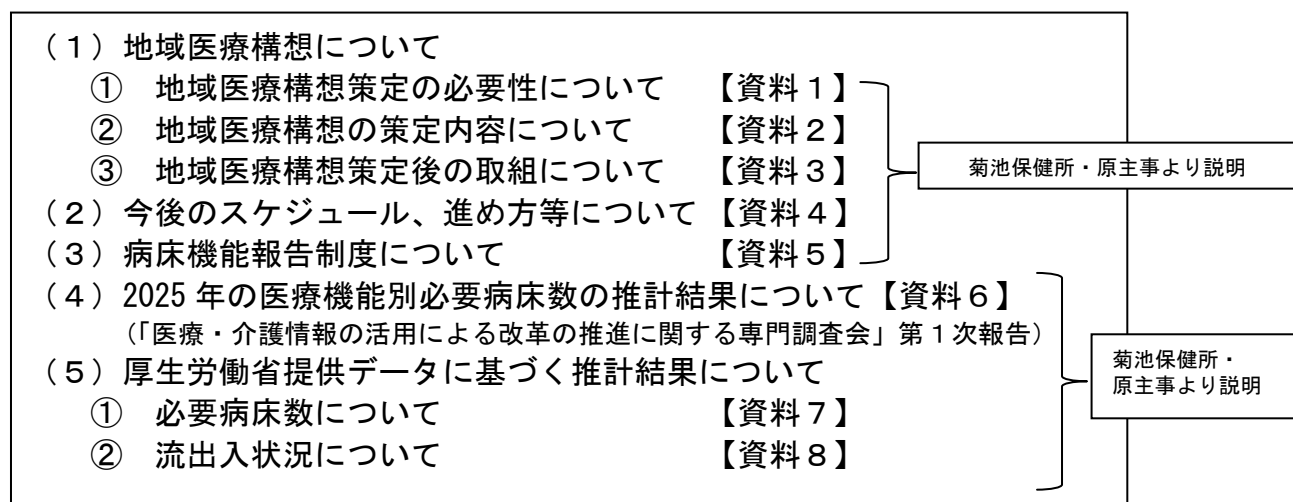 （１）地域医療構想について
①　地域医療構想策定の必要性について　【資料１】
②　地域医療構想の策定内容について　【資料２】
③　地域医療構想策定後の取組について　【資料３】
菊池保健所・原主事より説明
（２）今後のスケジュール、進め方等について【資料４】
（３）病床機能報告制度について　【資料５】
（４）2025年の医療機能別必要病床数の推計結果について【資料６】
（「医療・介護情報の活用による改革の推進に関する専門調査会」第１次報告）
（５）厚生労働省提供データに基づく推計結果について
①　必要病床数について　【資料７】
②　流出入状況について　【資料８】
菊池保健所・
原主事より説明